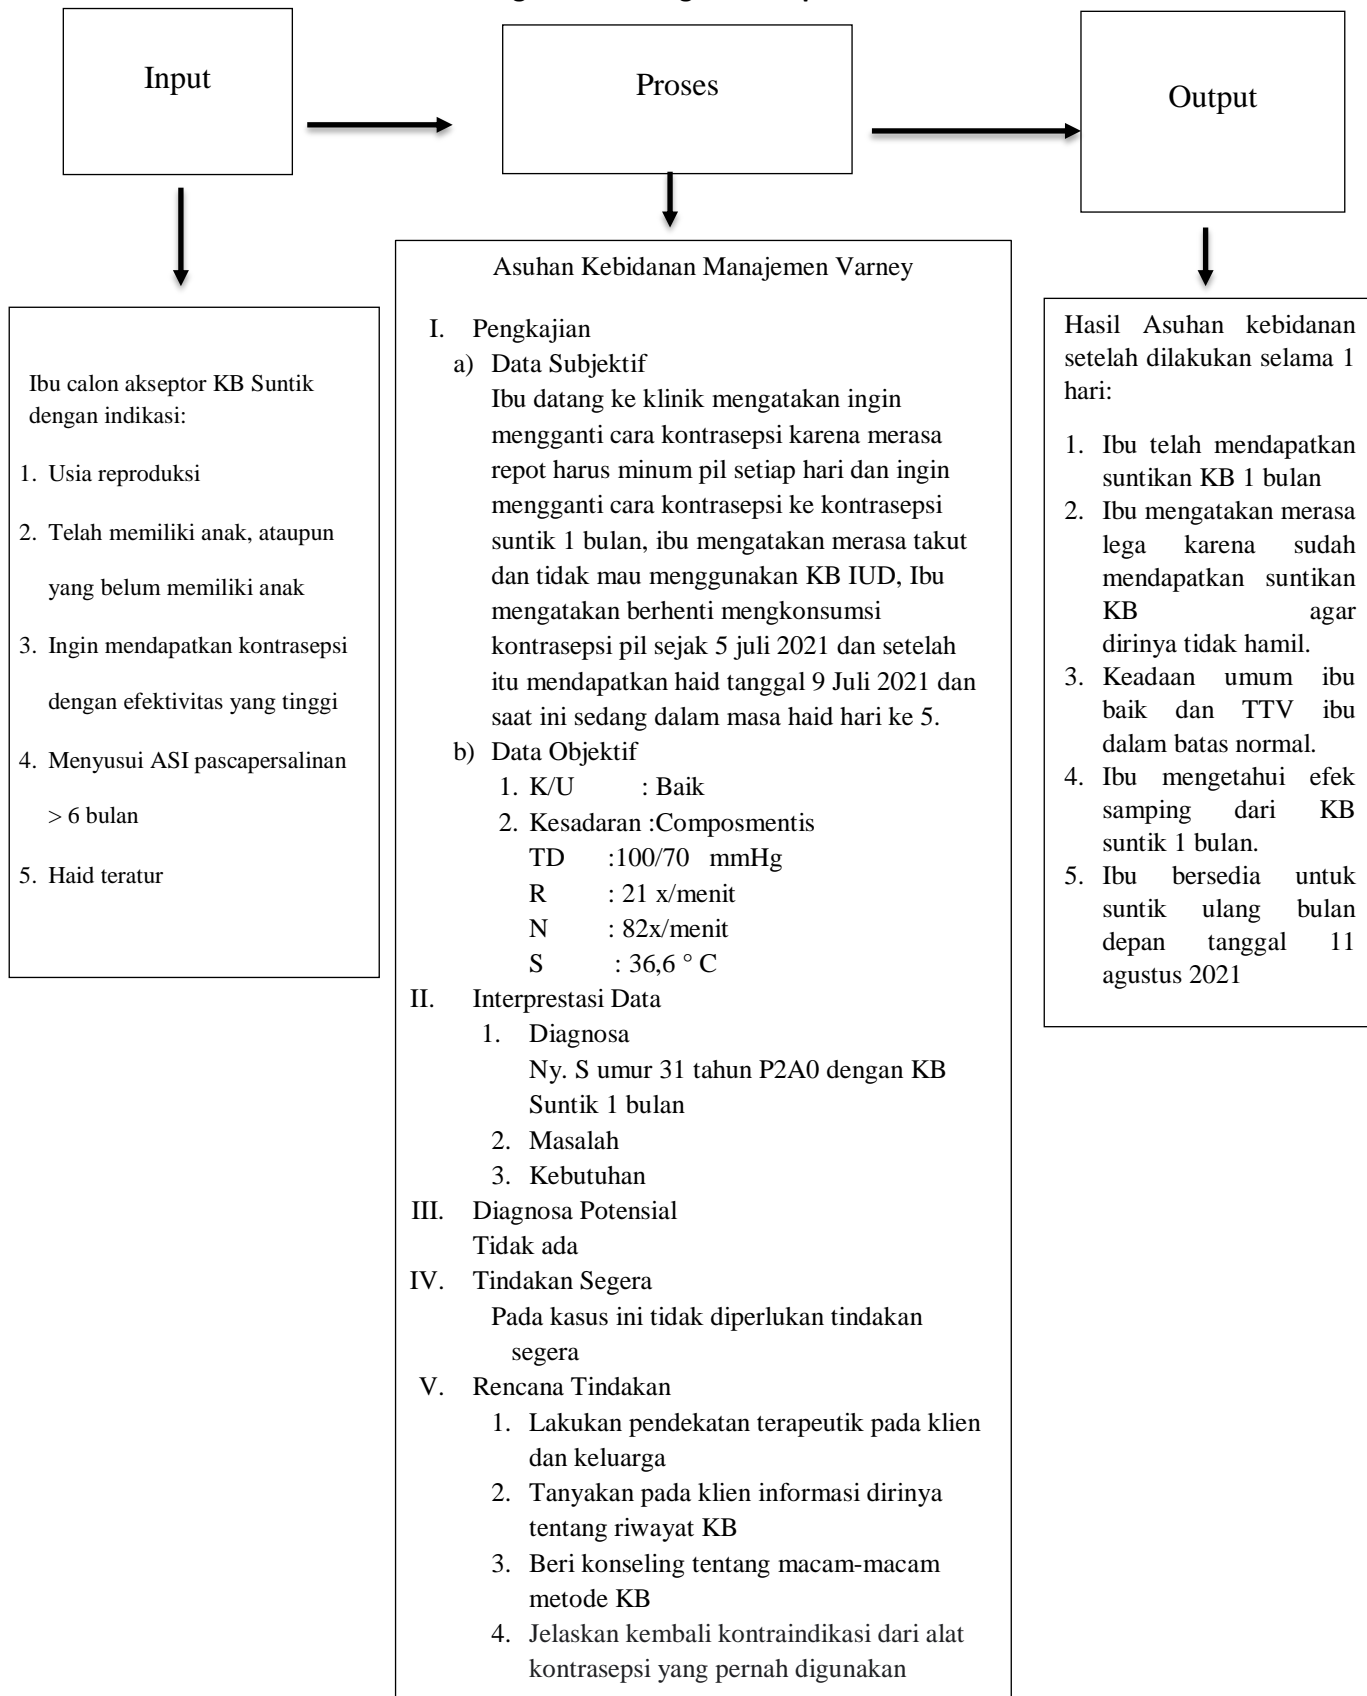 Input
Proses
Output
Ibu calon akseptor KB Suntik
dengan indikasi:
1. Usia reproduksi
2. Telah memiliki anak, ataupun
yang belum memiliki anak
3. Ingin mendapatkan kontrasepsi
dengan efektivitas yang tinggi
4. Menyusui ASI pascapersalinan
> 6 bulan
5. Haid teratur
Asuhan Kebidanan Manajemen Varney
I. Pengkajian
a) Data Subjektif
Ibu datang ke klinik mengatakan ingin
mengganti cara kontrasepsi karena merasa
repot harus minum pil setiap hari dan ingin
mengganti cara kontrasepsi ke kontrasepsi
suntik 1 bulan, ibu mengatakan merasa takut
dan tidak mau menggunakan KB IUD, Ibu
mengatakan berhenti mengkonsumsi
kontrasepsi pil sejak 5 juli 2021 dan setelah
itu mendapatkan haid tanggal 9 Juli 2021 dan
saat ini sedang dalam masa haid hari ke 5.
b) Data Objektif
1. K/U : Baik
2. Kesadaran :Composmentis
TD :100/70 mmHg
R : 21 x/menit
N : 82x/menit
S : 36,6 ° C
II. Interprestasi Data
1. Diagnosa
Ny. S umur 31 tahun P2A0 dengan KB
Suntik 1 bulan
2. Masalah
3. Kebutuhan
III. Diagnosa Potensial
Tidak ada
IV. Tindakan Segera
Pada kasus ini tidak diperlukan tindakan
segera
V. Rencana Tindakan
1. Lakukan pendekatan terapeutik pada klien
dan keluarga
2. Tanyakan pada klien informasi dirinya
tentang riwayat KB
3. Beri konseling tentang macam-macam
metode KB
4. Jelaskan kembali kontraindikasi dari alat
kontrasepsi yang pernah digunakan
Hasil Asuhan kebidanan
setelah dilakukan selama 1
hari:
1. Ibu telah mendapatkan
suntikan KB 1 bulan
2. Ibu mengatakan merasa
lega karena sudah
mendapatkan suntikan
KB agar
dirinya tidak hamil.
3. Keadaan umum ibu
baik dan TTV ibu
dalam batas normal.
4. Ibu mengetahui efek
samping dari KB
suntik 1 bulan.
5. Ibu bersedia untuk
suntik ulang bulan
depan tanggal 11
agustus 2021